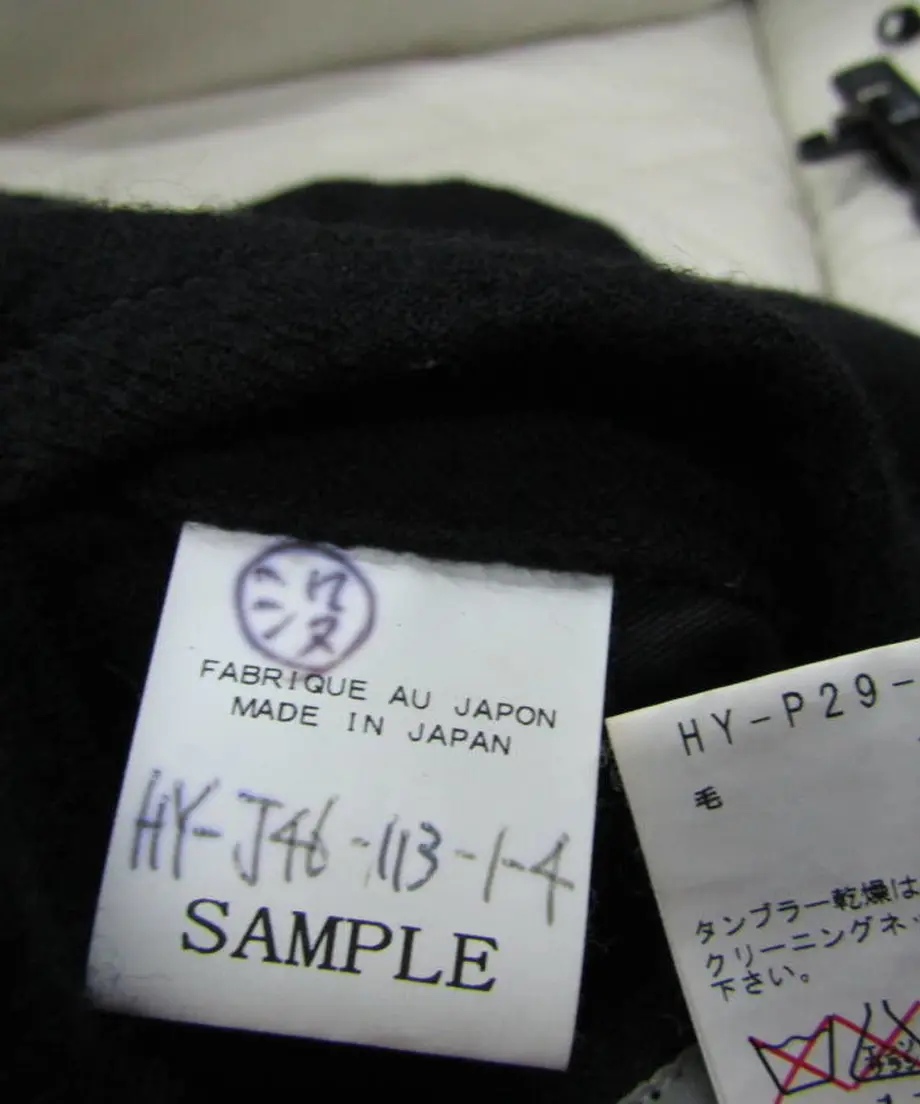 FABRIQUE AU JAPON
MADE IN JAPAN
HY-J46-113-1-4
SAMPLE
HY-P29-
毛
タンブラー乾燥は
クリーニングネッ
下さい。